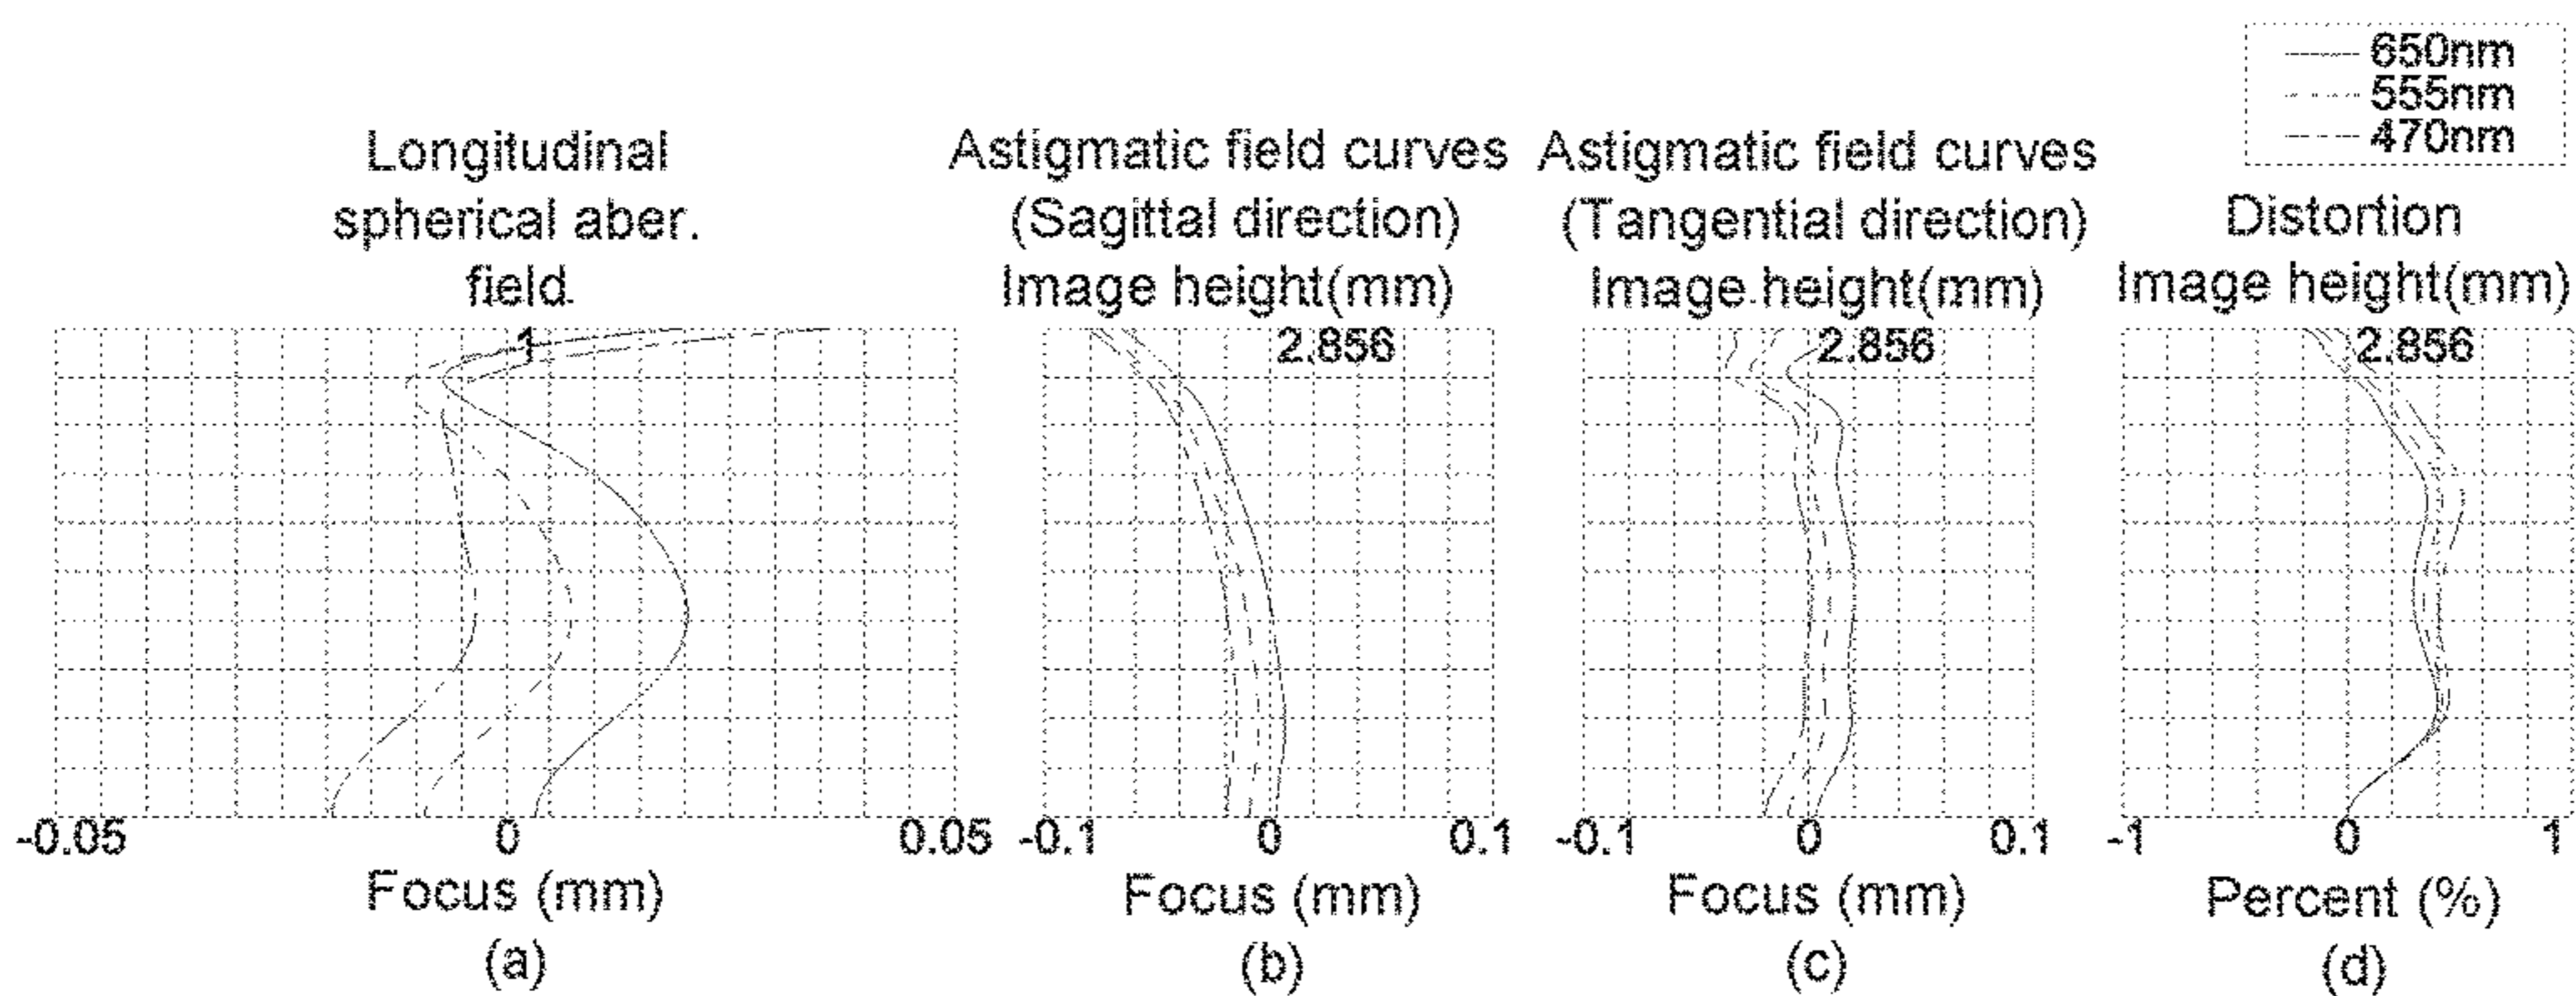 650nm
555nm
470nm
Longitudinal
spherical aber.
field
1
Astigmatic field curves
(Sagittal direction)
Image height(mm)
2.856
Astigmatic field curves
(Tangential direction)
Image height(mm)
2.856
Distortion
Image height(mm)
2.856
-0.05 0 0.05
Focus (mm)
(a)
-0.1 0 0.1
Focus (mm)
(b)
-0.1 0 0.1
Focus (mm)
(c)
-1 0 1
Percent (%)
(d)